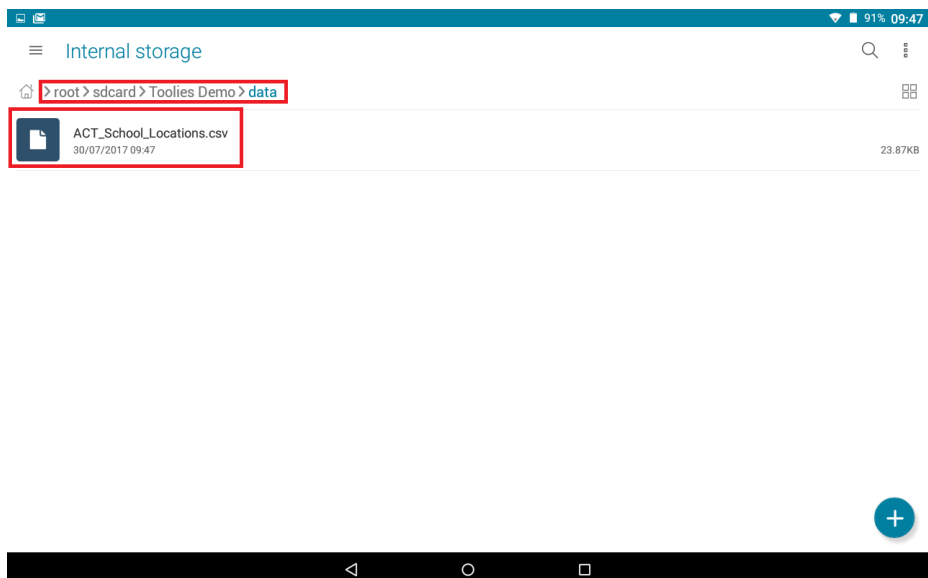 91% 09:47
Internal storage
root > sdcard > Toolies Demo > data
ACT_School_Locations.csv
30/07/2017 09:47
23.87KB